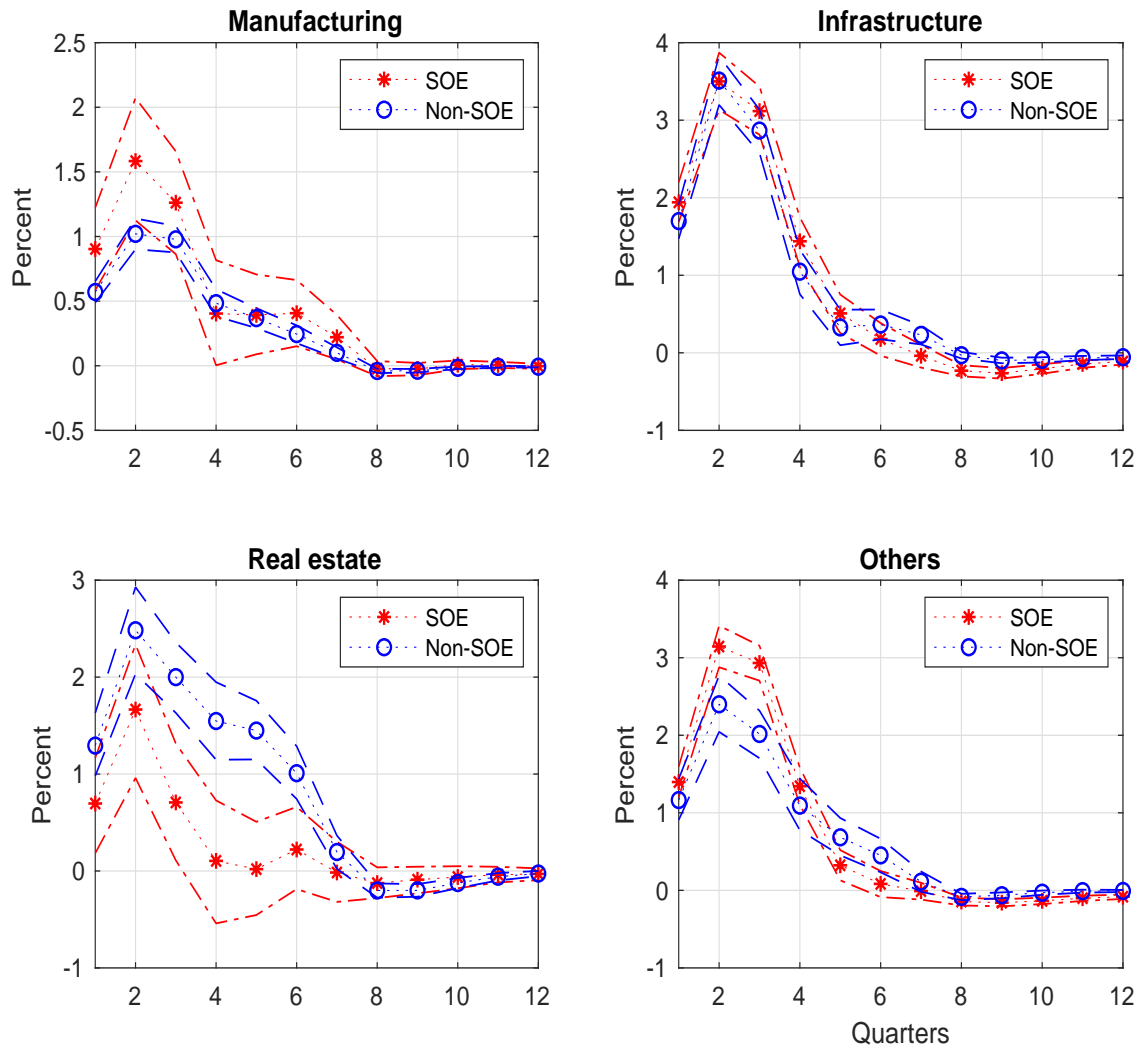 Manufacturing
2.5
2
1.5
1
0.5
0
-0.5
Percent
SOE
Non-SOE
2 4 6 8 10 12
Infrastructure
4
3
2
1
0
-1
Percent
SOE
Non-SOE
2 4 6 8 10 12
Real estate
3
2
1
0
-1
Percent
SOE
Non-SOE
2 4 6 8 10 12
Others
4
3
2
1
0
-1
Percent
SOE
Non-SOE
2 4 6 8 10 12
Quarters